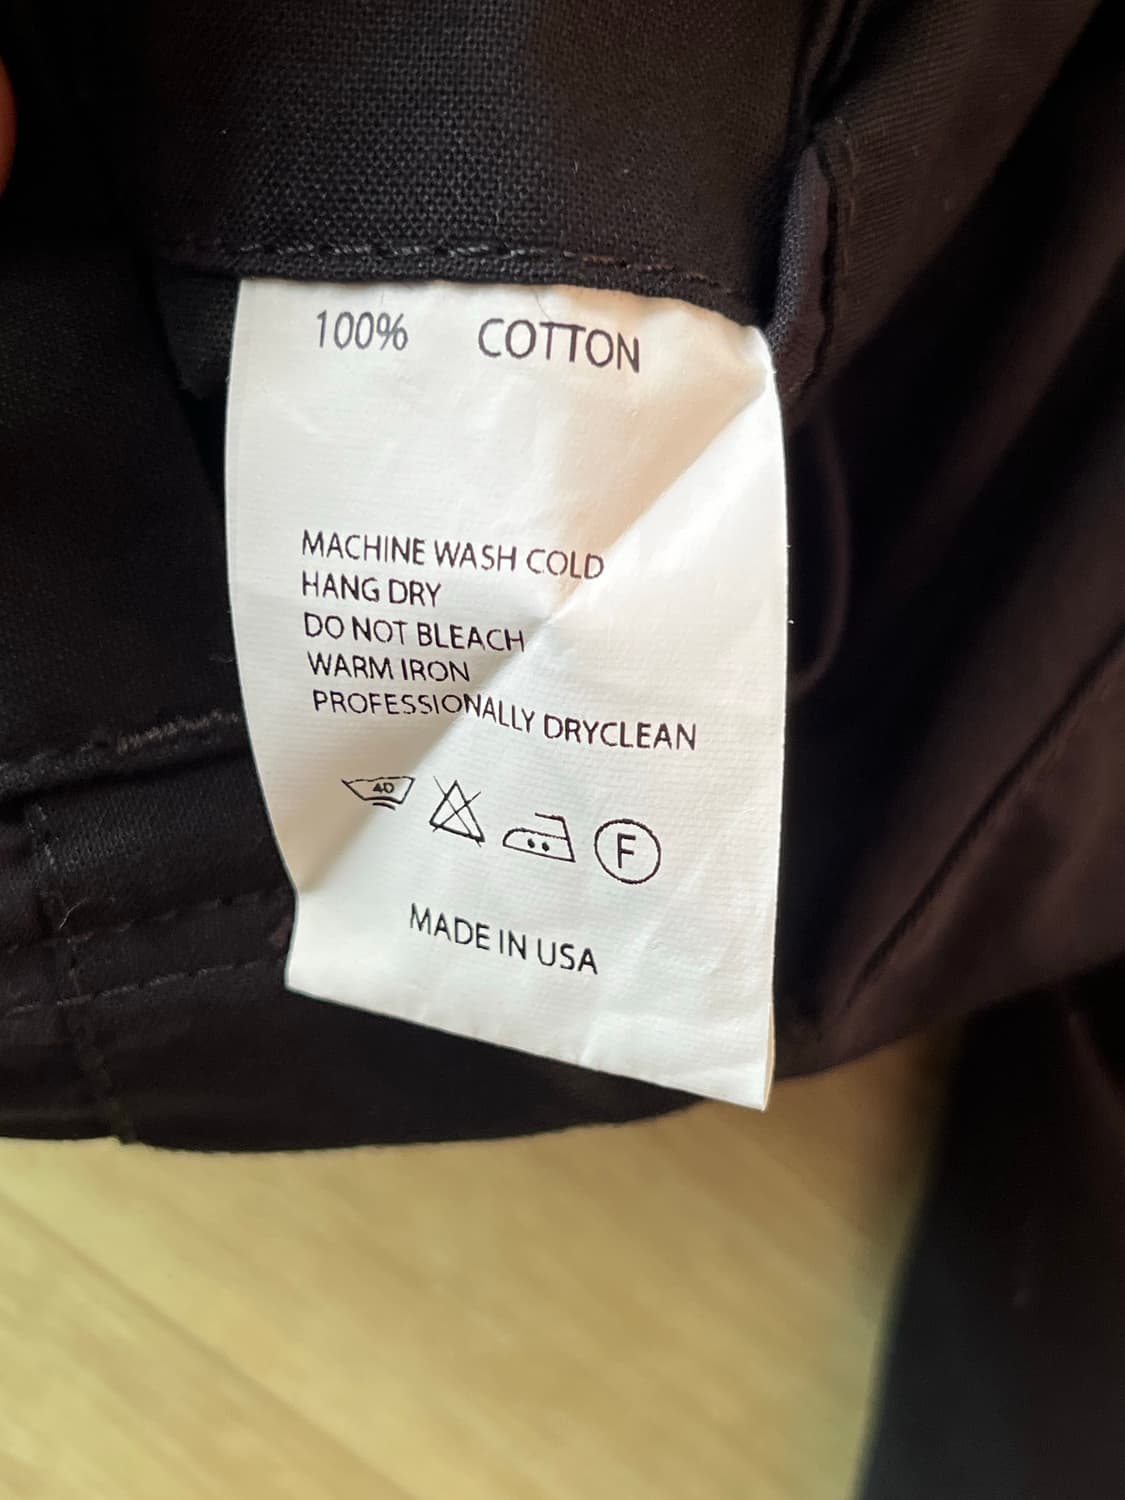 100% COTTON
MACHINE WASH COLD
HANG DRY
DO NOT BLEACH
WARM IRON
PROFESSIONALLY DRYCLEAN
40
F
MADE IN USA